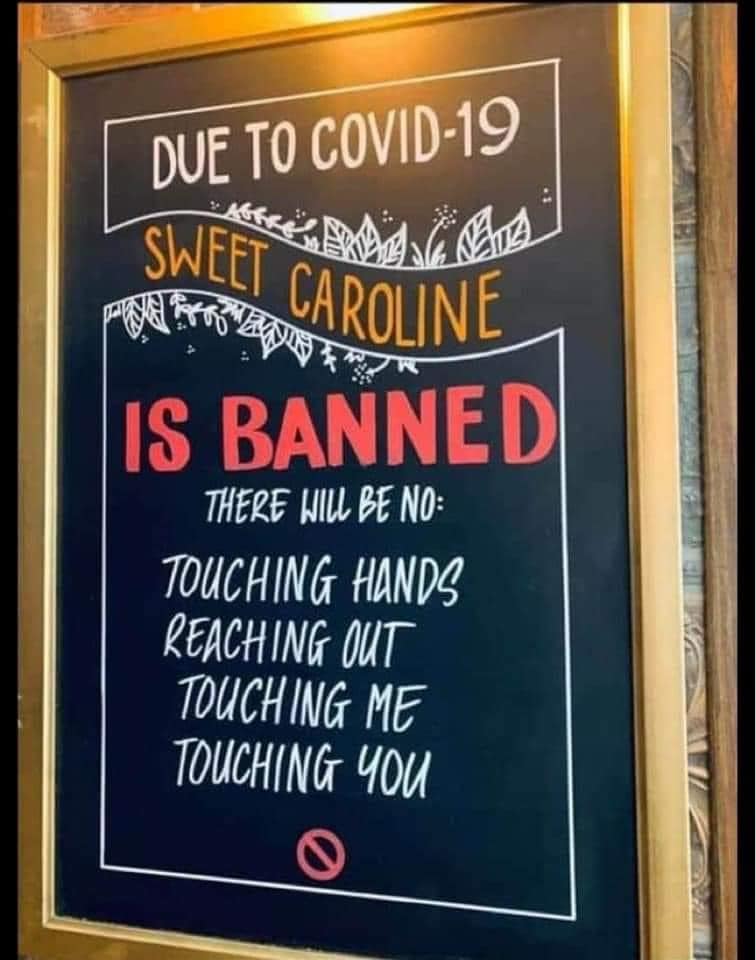 DUE TO COVID-19
SWEET CAROLINE
IS BANNED
THERE WILL BE NO:
TOUCHING HANDS
REACHING OUT
TOUCHING ME
TOUCHING YOU